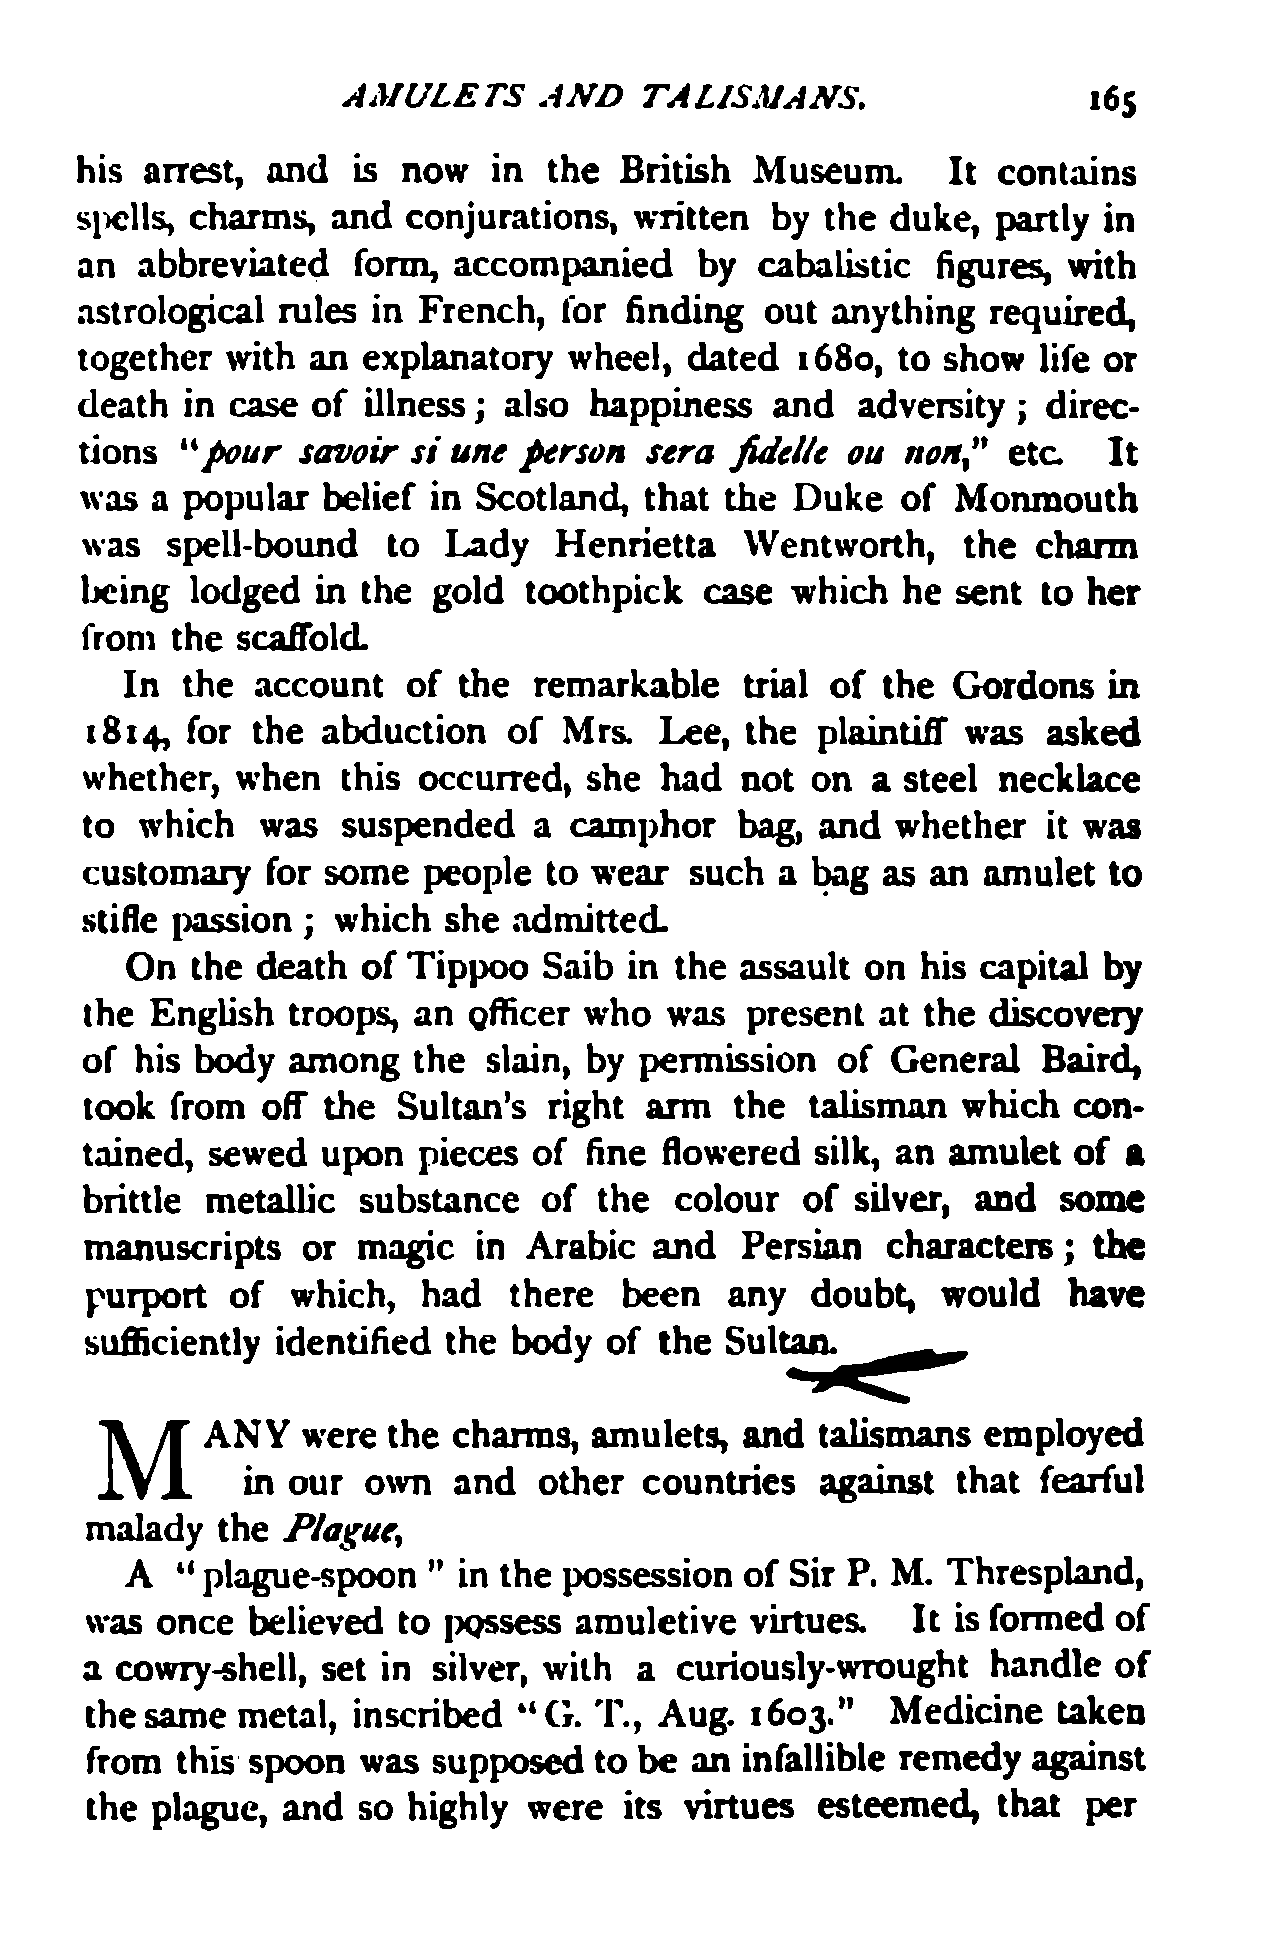 AMULETS AND TALISMANS. 165
his arrest, and is now in the British Museum. It contains
spells, charms, and conjurations, written by the duke, partly in
an abbreviated form, accompanied by cabalistic figures, with
astrological rules in French, for finding out anything required,
together with an explanatory wheel, dated 1680, to show life or
death in case of illness ; also happiness and adversity ; direc-
tions "pour savoir si une person sera fidelle ou non," etc. It
was a popular belief in Scotland, that the Duke of Monmouth
was spell-bound to Lady Henrietta Wentworth, the charm
being lodged in the gold toothpick case which he sent to her
from the scaffold.
In the account of the remarkable trial of the Gordons in
1814, for the abduction of Mrs. Lee, the plaintiff was asked
whether, when this occurred, she had not on a steel necklace
to which was suspended a camphor bag, and whether it was
customary for some people to wear such a bag as an amulet to
stifle passion ; which she admitted.
On the death of Tippoo Saib in the assault on his capital by
the English troops, an officer who was present at the discovery
of his body among the slain, by permission of General Baird,
took from off the Sultan's right arm the talisman which con-
tained, sewed upon pieces of fine flowered silk, an amulet of a
brittle metallic substance of the colour of silver, and some
manuscripts or magic in Arabic and Persian characters ; the
purport of which, had there been any doubt, would have
sufficiently identified the body of the Sultan.
MANY were the charms, amulets, and talismans employed
in our own and other countries against that fearful
malady the Plague,
A "plague-spoon" in the possession of Sir P. M. Threspland,
was once believed to possess amuletive virtues. It is formed of
a cowry-shell, set in silver, with a curiously-wrought handle of
the same metal, inscribed "G. T., Aug. 1603." Medicine taken
from this spoon was supposed to be an infallible remedy against
the plague, and so highly were its virtues esteemed, that per